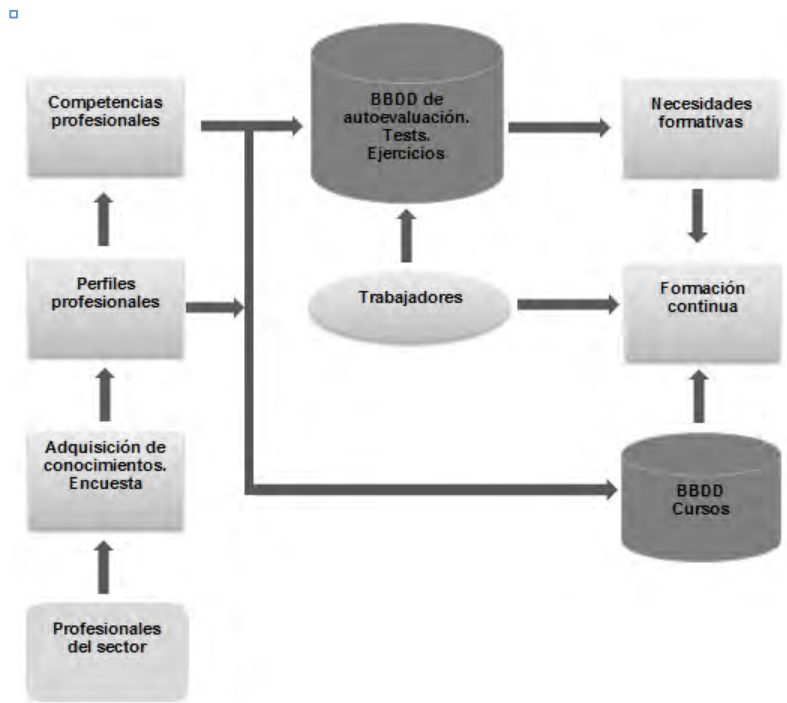 Competencias
profesionales
BBDD de
autoevaluación.
Tests.
Ejercicios
Necesidades
formativas
Perfiles
profesionales
Trabajadores
Formación
continua
Adquisición de
conocimientos.
Encuesta
BBDD
Cursos
Profesionales
del sector